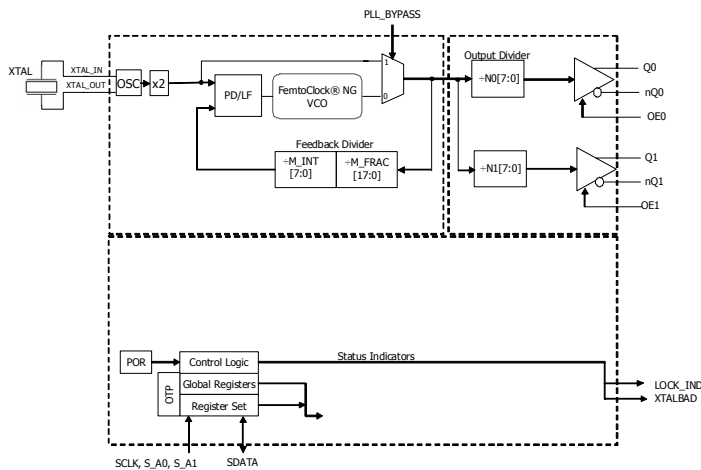 PLL_BYPASS
XTAL
XTAL_IN
XTAL_OUT
OSC
x2
PD/LF
FemtoClock® NG
VCO
1
0
Feedback Divider
÷M_INT
[7:0]
÷M_FRAC
[17:0]
Output Divider
÷N0[7:0]
÷N1[7:0]
Q0
nQ0
OE0
Q1
nQ1
OE1
POR
Control Logic
OTP
Global Registers
Register Set
Status Indicators
LOCK_IND
XTALBAD
SCLK, S_A0, S_A1
SDATA